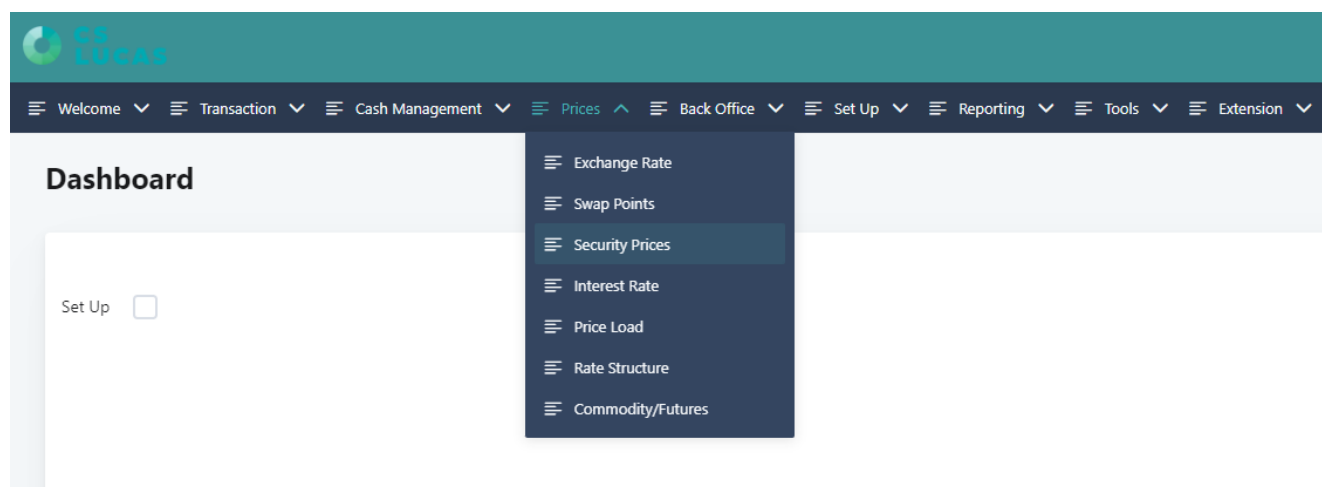 CS
LUCAS
Welcome Transaction Cash Management Prices Back Office Set Up Reporting Tools Extension
Dashboard
Exchange Rate
Swap Points
Security Prices
Interest Rate
Set Up
Price Load
Rate Structure
Commodity/Futures